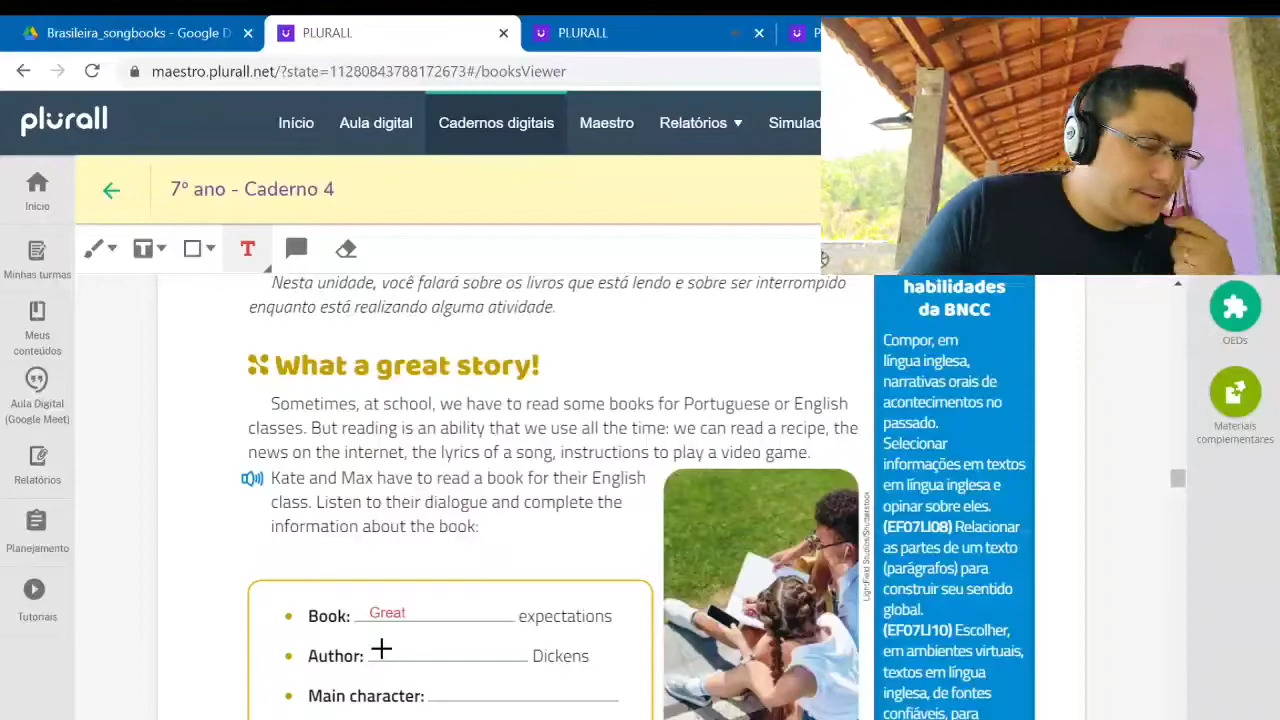 Brasileira_songbooks - Google D
PLURALL
PLURALL
P
maestro.plurall.net/?state=11280843788172673#/booksViewer
plurall
Início
Aula digital
Cadernos digitais
Maestro
Relatórios
Simulad
Início
7º ano - Caderno 4
Minhas turmas
T
T
Meus
conteúdos
Aula Digital
(Google Meet)
Relatórios
Planejamento
Tutoriais
Nesta unidade, você falará sobre os livros que está lendo e sobre ser interrompido
enquanto está realizando alguma atividade.
What a great story!
Sometimes, at school, we have to read some books for Portuguese or English
classes. But reading is an ability that we use all the time: we can read a recipe, the
news on the internet, the lyrics of a song, instructions to play a video game.
Kate and Max have to read a book for their English
class. Listen to their dialogue and complete the
information about the book:
Book: Great expectations
Author: Dickens
Main character:
LightField Studios/Shutterstock
habilidades
da BNCC
Compor, em
língua inglesa,
narrativas orais de
acontecimentos no
passado.
Selecionar
informações em textos
em língua inglesa e
opinar sobre eles.
(EF07LI08) Relacionar
as partes de um texto
(parágrafos) para
construir seu sentido
global.
(EF07LI10) Escolher,
em ambientes virtuais,
textos em língua
inglesa, de fontes
confiáveis, para
OEDs
Materiais
complementares